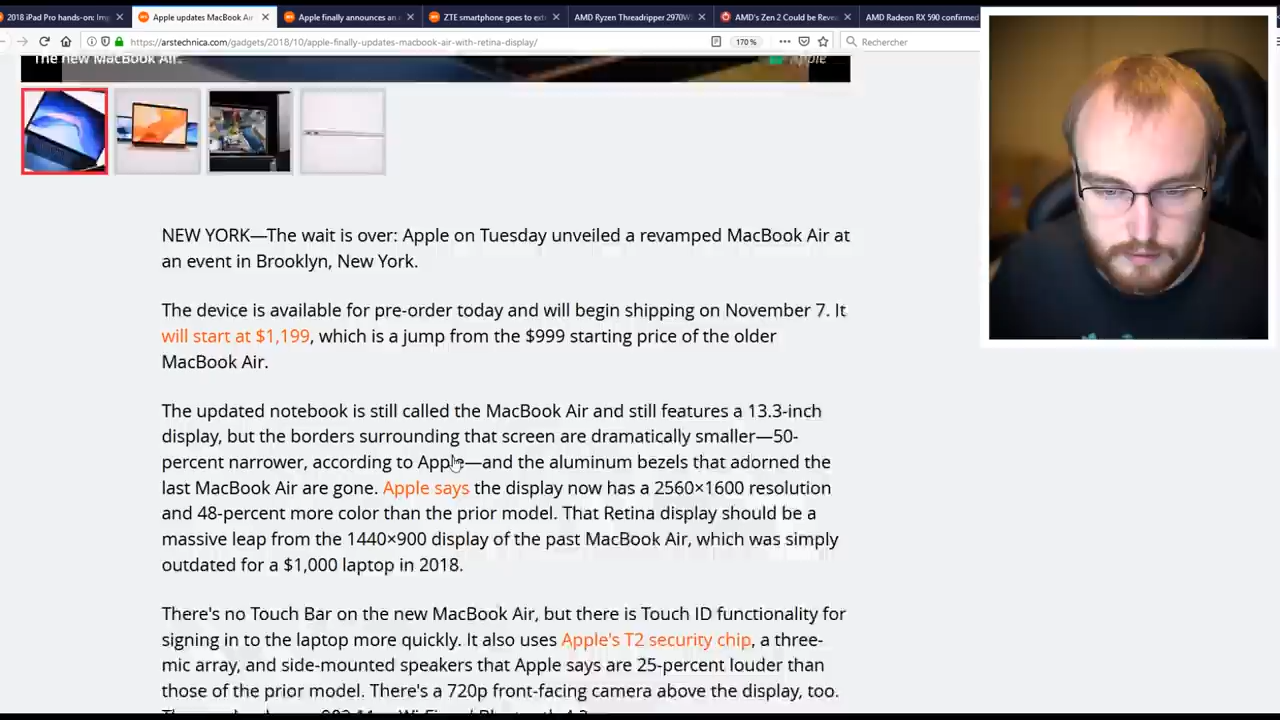 2018 iPad Pro hands-on:
Apple updates MacBook Air
Apple finally announces an
ZTE smartphone goes to
AMD Ryzen Threadripper 2970W
AMD's Zen 2 Could be
AMD Radeon RX 590 confirmed
https://arstechnica.com/gadgets/2018/10/apple-finally-updates-macbook-air-with-retina-display/
170 %
Rechercher
The new MacBook Air.
Apple
NEW YORK—The wait is over: Apple on Tuesday unveiled a revamped MacBook Air at
an event in Brooklyn, New York.
The device is available for pre-order today and will begin shipping on November 7. It
will start at $1,199, which is a jump from the $999 starting price of the older
MacBook Air.
The updated notebook is still called the MacBook Air and still features a 13.3-inch
display, but the borders surrounding that screen are dramatically smaller—50-
percent narrower, according to Apple—and the aluminum bezels that adorned the
last MacBook Air are gone. Apple says the display now has a 2560×1600 resolution
and 48-percent more color than the prior model. That Retina display should be a
massive leap from the 1440×900 display of the past MacBook Air, which was simply
outdated for a $1,000 laptop in 2018.
There's no Touch Bar on the new MacBook Air, but there is Touch ID functionality for
signing in to the laptop more quickly. It also uses Apple's T2 security chip, a three-
mic array, and side-mounted speakers that Apple says are 25-percent louder than
those of the prior model. There's a 720p front-facing camera above the display, too.